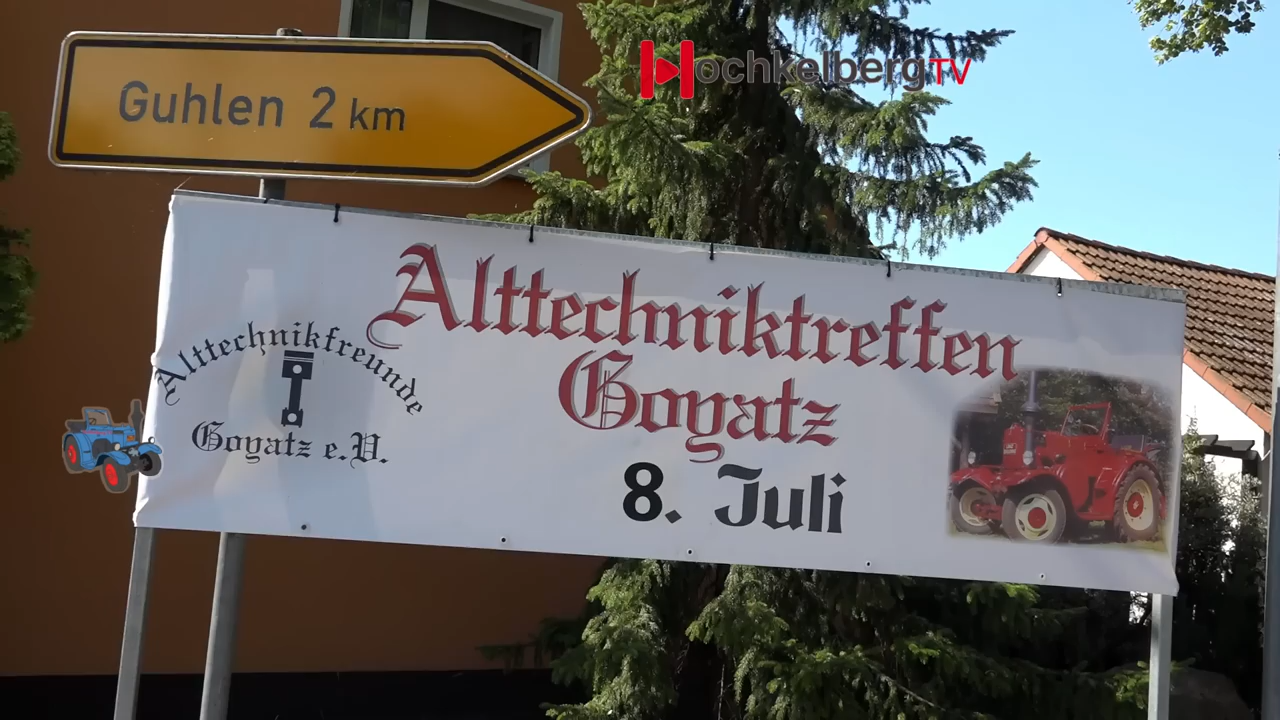 HochkelbergTV
Guhlen 2 km
Alttechniktreffen
Goyatz
8. Juli
Alttechnikfreunde
Goyatz e.V.